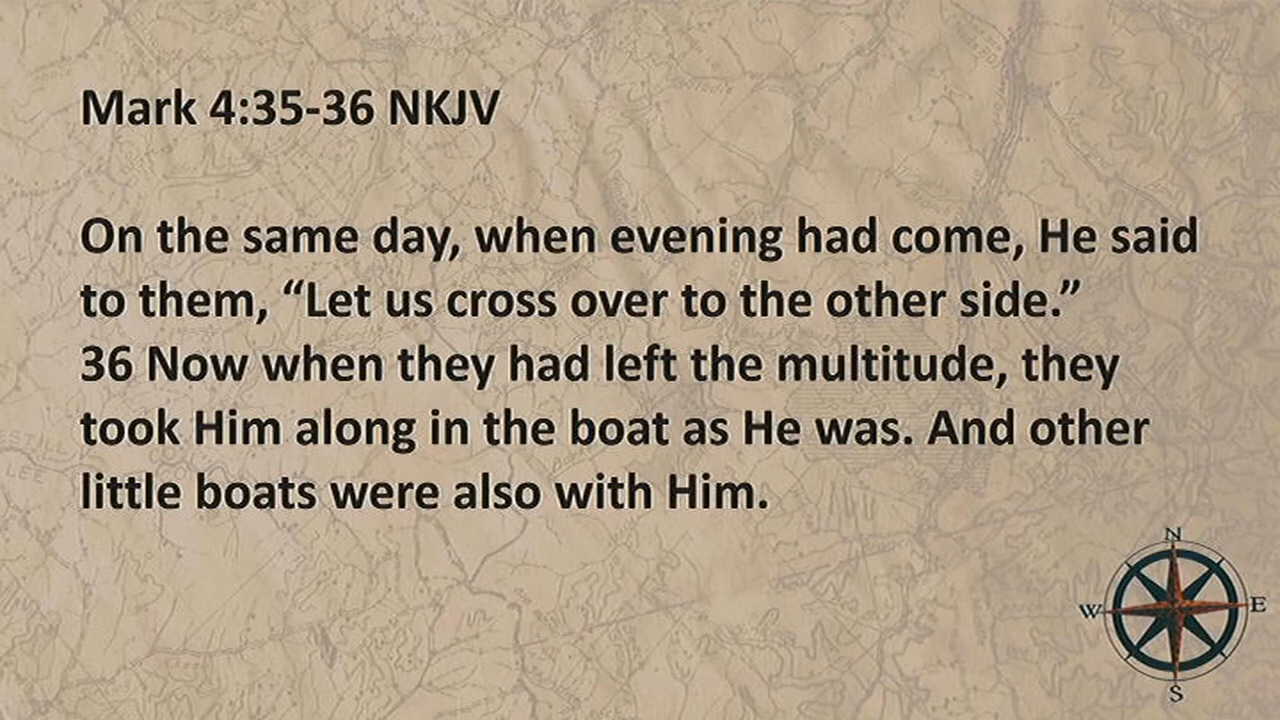 Mark 4:35-36 NKJV
On the same day, when evening had come, He said
to them, “Let us cross over to the other side.”
36 Now when they had left the multitude, they
took Him along in the boat as He was. And other
little boats were also with Him.
N
W
E
S